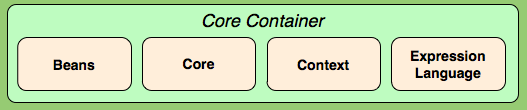 Core Container
Beans
Core
Context
Expression
Language